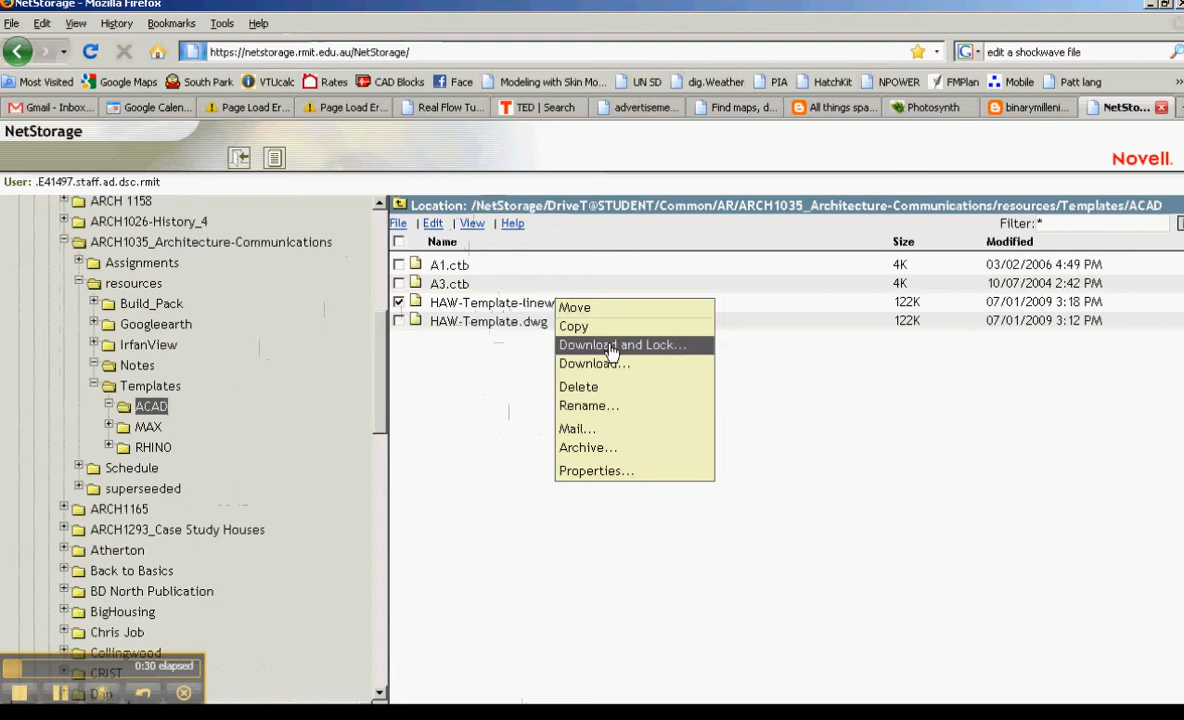 NetStorage - Mozilla Firefox
File Edit View History Bookmarks Tools Help
https://netstorage.rmit.edu.au/NetStorage/
edit a shockwave file
Most Visited Google Maps South Park VTUcalc Rates CAD Blocks Face Modeling with Skin Mo... UN SD dig.Weather PIA HatchKit NPOWER FMPlan Mobile Patt lang
Gmail - Inbox... Google Calen... Page Load Er... Page Load Er... Real Flow Tu... TED | Search advertiseme... Find maps, d... All things spa... Photosynth binarymilleni... NetSto...
NetStorage
Novell.
User: .E41497.staff.ad.dsc.rmit
ARCH 1158
ARCH1026-History_4
ARCH1035_Architecture-Communications
Assignments
resources
Build_Pack
Googleearth
IrfanView
Notes
Templates
ACAD
MAX
RHINO
Schedule
superseeded
ARCH1165
ARCH1293_Case Study Houses
Atherton
Back to Basics
BD North Publication
BigHousing
Chris Job
Collingwood
CRIST
Dan
0:30 elapsed
Location: /NetStorage/DriveT@STUDENT/Common/AR/ARCH1035_Architecture-Communications/resources/Templates/ACAD
File | Edit | View | Help
Filter: *
Name Size Modified
A1.ctb 4K 03/02/2006 4:49 PM
A3.ctb 4K 10/07/2004 2:42 PM
HAW-Template-linew 122K 07/01/2009 3:18 PM
HAW-Template.dwg 122K 07/01/2009 3:12 PM
Move
Copy
Download and Lock...
Download...
Delete
Rename...
Mail...
Archive...
Properties...